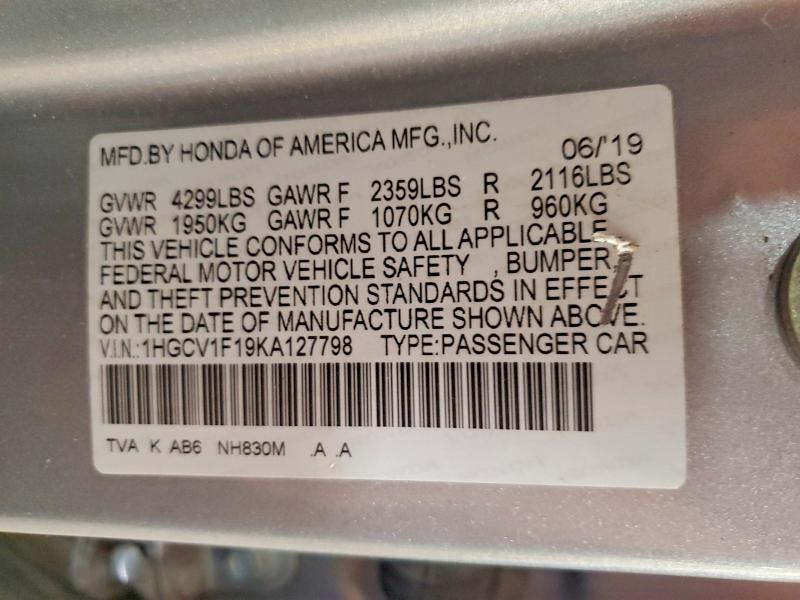 MFD.BY HONDA OF AMERICA MFG.,INC. 06/'19
GVWR 4299LBS GAWR F 2359LBS R 2116LBS
GVWR 1950KG GAWR F 1070KG R 960KG
THIS VEHICLE CONFORMS TO ALL APPLICABLE
FEDERAL MOTOR VEHICLE SAFETY , BUMPER,
AND THEFT PREVENTION STANDARDS IN EFFECT
ON THE DATE OF MANUFACTURE SHOWN ABOVE.
V.I.N.:1HGCV1F19KA127798 TYPE:PASSENGER CAR
TVA K AB6 NH830M .A .A